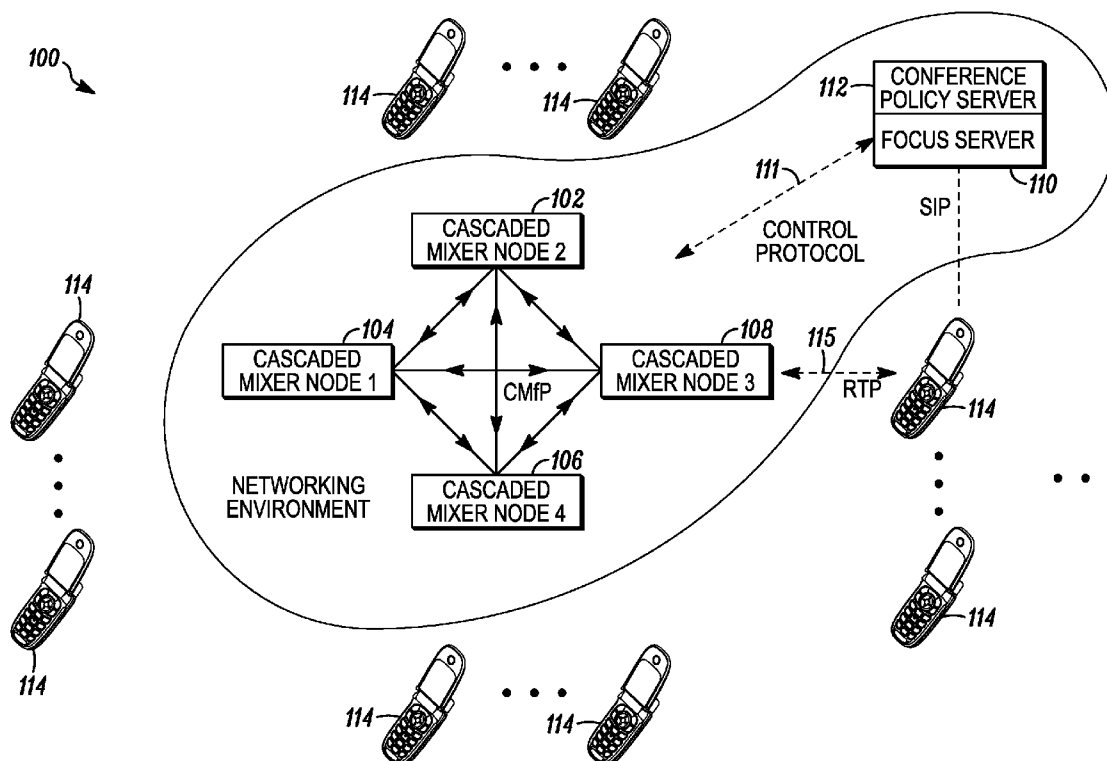 100
114
114
112
CONFERENCE
POLICY SERVER
FOCUS SERVER
110
111
SIP
CONTROL
PROTOCOL
102
CASCADED
MIXER NODE 2
104
CASCADED
MIXER NODE 1
108
CASCADED
MIXER NODE 3
CMfP
106
CASCADED
MIXER NODE 4
NETWORKING
ENVIRONMENT
115
RTP
114
114
114
114
114
114